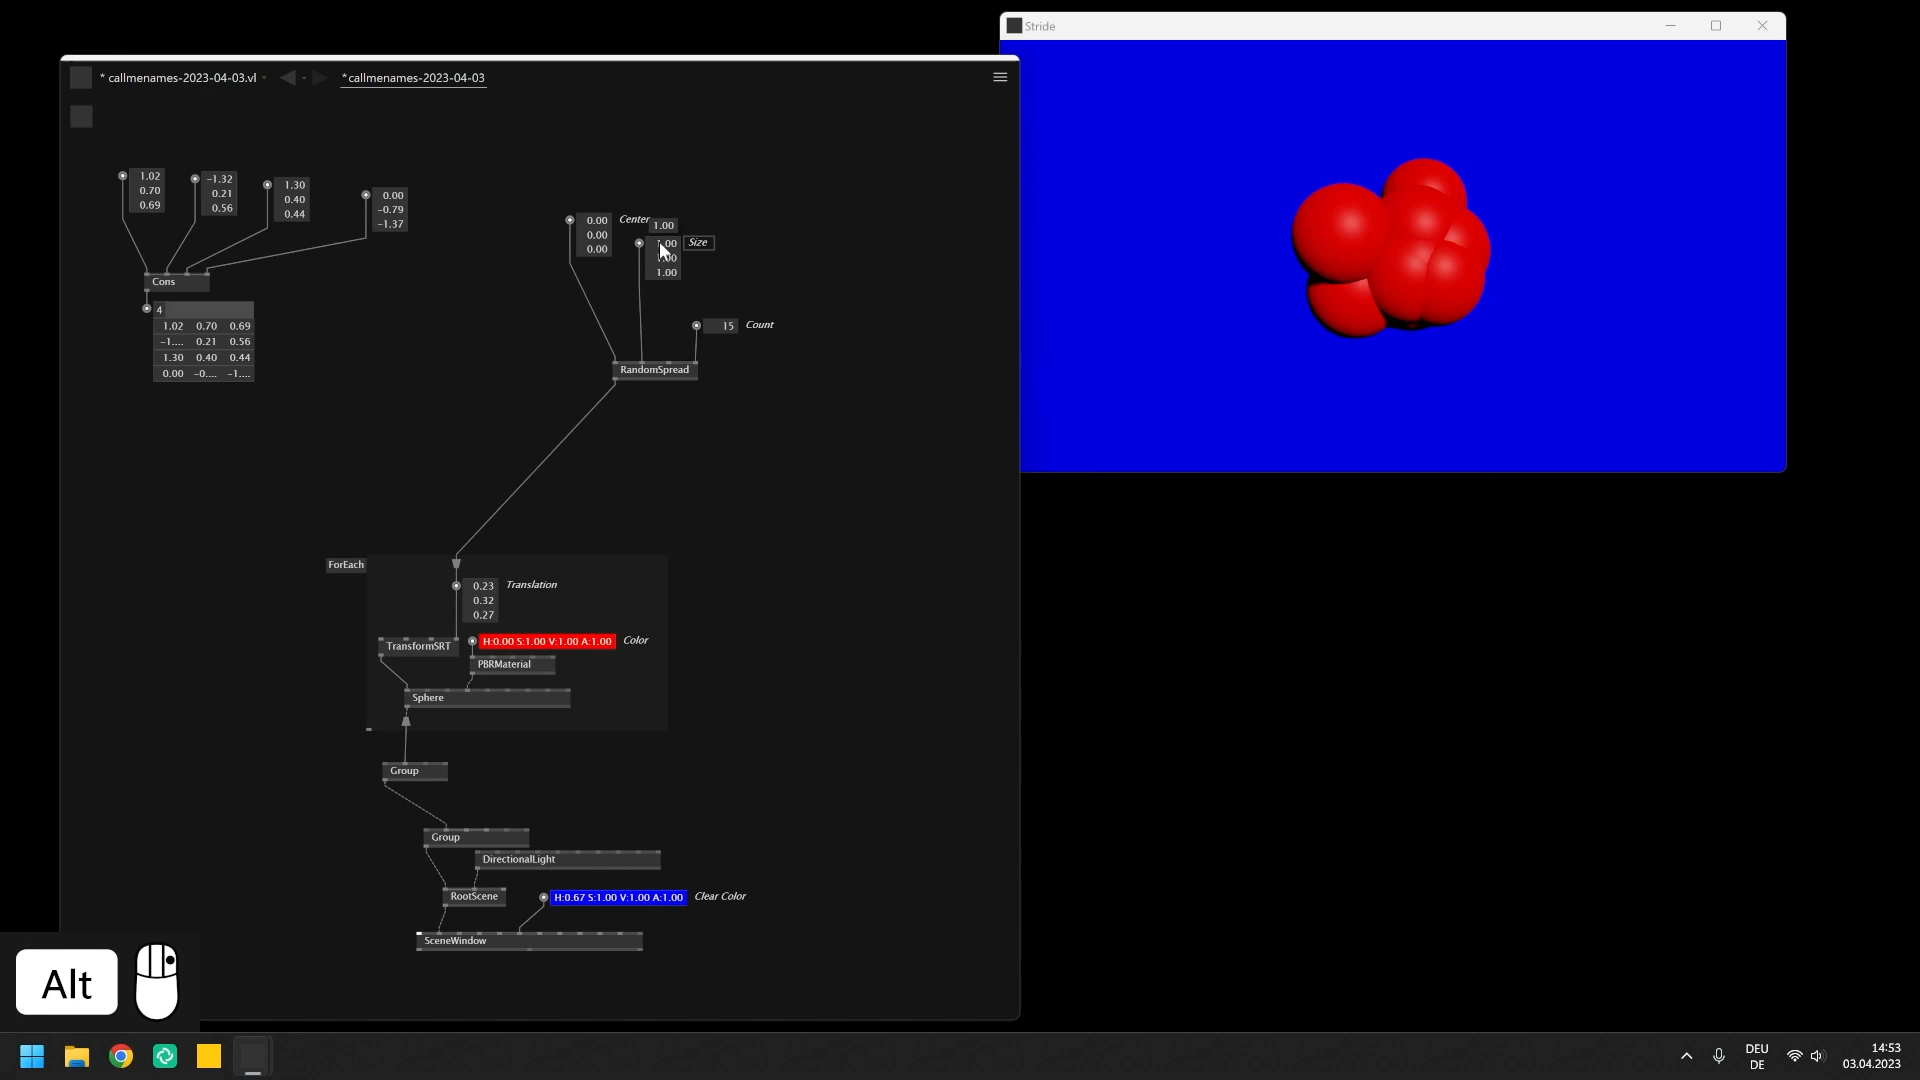 Stride
* callmenames-2023-04-03.vl
*callmenames-2023-04-03
1.02
0.70
0.69
-1.32
0.21
0.56
1.30
0.40
0.44
0.00
-0.79
-1.37
Cons
4
1.02 0.70 0.69
-1.... 0.21 0.56
1.30 0.40 0.44
0.00 -0.... -1....
0.00
0.00
0.00
Center
1.00
1.00
1.00
Size
15 Count
RandomSpread
ForEach
0.23
0.32
0.27
Translation
TransformSRT
H:0.00 S:1.00 V:1.00 A:1.00 Color
PBRMaterial
Sphere
Group
Group
DirectionalLight
RootScene
H:0.67 S:1.00 V:1.00 A:1.00 Clear Color
SceneWindow
Alt
DEU
DE
14:53
03.04.2023